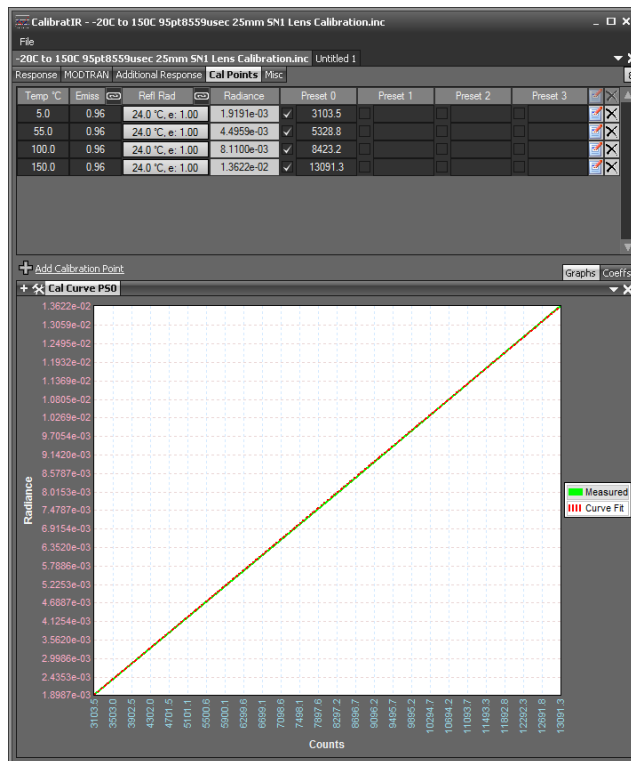 CalibratIR - -20C to 150C 95pt8559usec 25mm SN1 Lens Calibration.inc
File
-20C to 150C 95pt8559usec 25mm SN1 Lens Calibration.inc Untitled 1
Response MODTRAN Additional Response Cal Points Misc
Temp °C Emiss Refl Rad Radiance Preset 0 Preset 1 Preset 2 Preset 3
5.0 0.96 24.0 °C, e: 1.00 1.9191e-03 3103.5
55.0 0.96 24.0 °C, e: 1.00 4.4959e-03 5328.8
100.0 0.96 24.0 °C, e: 1.00 8.1100e-03 8423.2
150.0 0.96 24.0 °C, e: 1.00 1.3622e-02 13091.3
Add Calibration Point
Graphs Coeffs
Cal Curve PS0
1.3622e-02
1.3059e-02
1.2495e-02
1.1932e-02
1.1369e-02
1.0805e-02
1.0269e-02
9.7054e-03
9.1420e-03
8.5787e-03
8.0153e-03
7.4787e-03
6.9154e-03
6.3520e-03
5.7886e-03
5.2253e-03
4.6887e-03
4.1254e-03
3.5620e-03
2.9986e-03
2.4353e-03
1.8987e-03
Radiance
Measured
Curve Fit
3103.5 3503.0 3902.5 4302.0 4701.5 5101.1 5500.6 5900.1 6299.6 6699.1 7098.6 7498.1 7897.6 8297.2 8696.7 9096.2 9495.7 9895.2 10294.7 10694.2 11093.7 11493.3 11892.8 12292.3 12691.8 13091.3
Counts